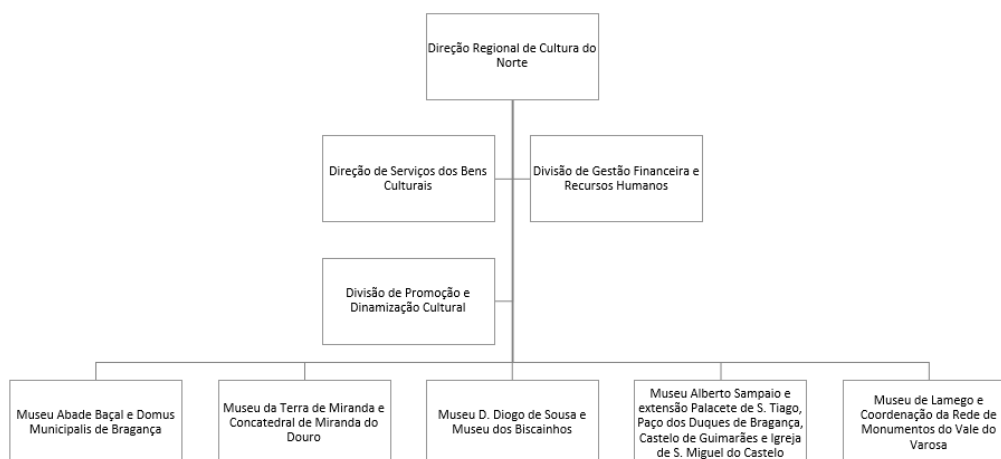 Direção Regional de Cultura do
Norte
Direção de Serviços dos Bens
Culturais
Divisão de Gestão Financeira e
Recursos Humanos
Divisão de Promoção e
Dinamização Cultural
Museu Abade Baçal e Domus
Municipalis de Bragança
Museu da Terra de Miranda e
Concatedral de Miranda do
Douro
Museu D. Diogo de Sousa e
Museu dos Biscainhos
Museu Alberto Sampaio e
extensão Palacete de S. Tiago,
Paço dos Duques de Bragança,
Castelo de Guimarães e Igreja
de S. Miguel do Castelo
Museu de Lamego e
Coordenação da Rede de
Monumentos do Vale do
Varosa